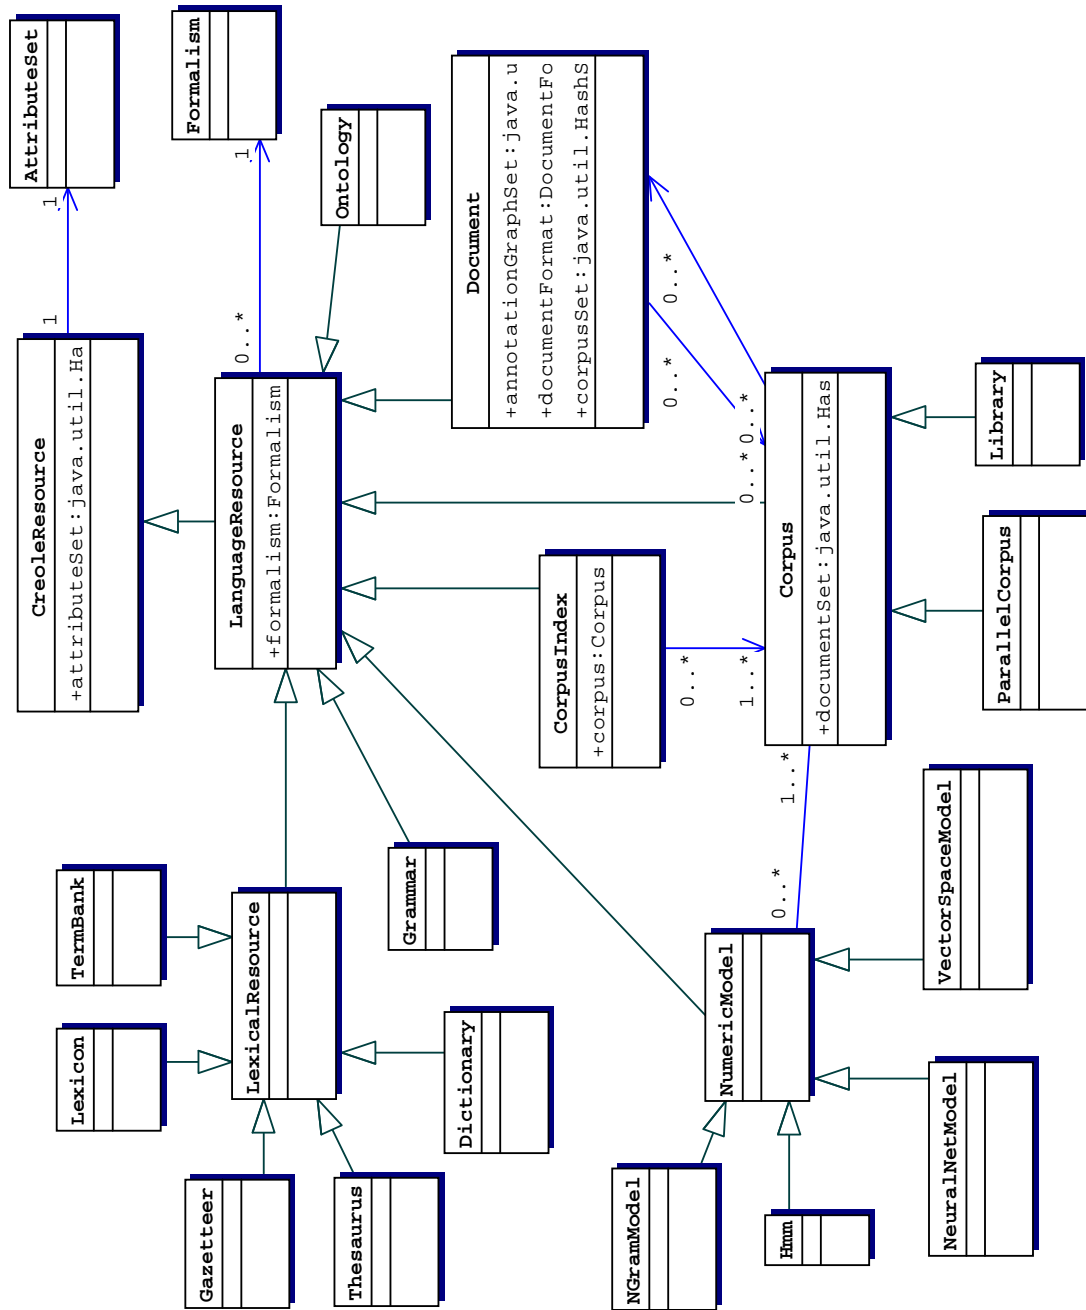 AttributeSet
Formalism
Ontology
Document
+annotationGraphSet:java.u
+documentFormat:DocumentFo
+corpusSet:java.util.HashS
1
1
1
0..*
CreoleResource
+attributeSet:java.util.Ha
LanguageResource
+formalism:Formalism
0..*
0..*
0..*
0..*
Corpus
+documentSet:java.util.Has
Library
ParallelCorpus
CorpusIndex
+corpus:Corpus
0..*
1..*
1..*
0..*
TermBank
Lexicon
LexicalResource
Grammar
Dictionary
Gazetteer
Thesaurus
NumericModel
VectorSpaceModel
NeuralNetModel
NGramModel
Hmm